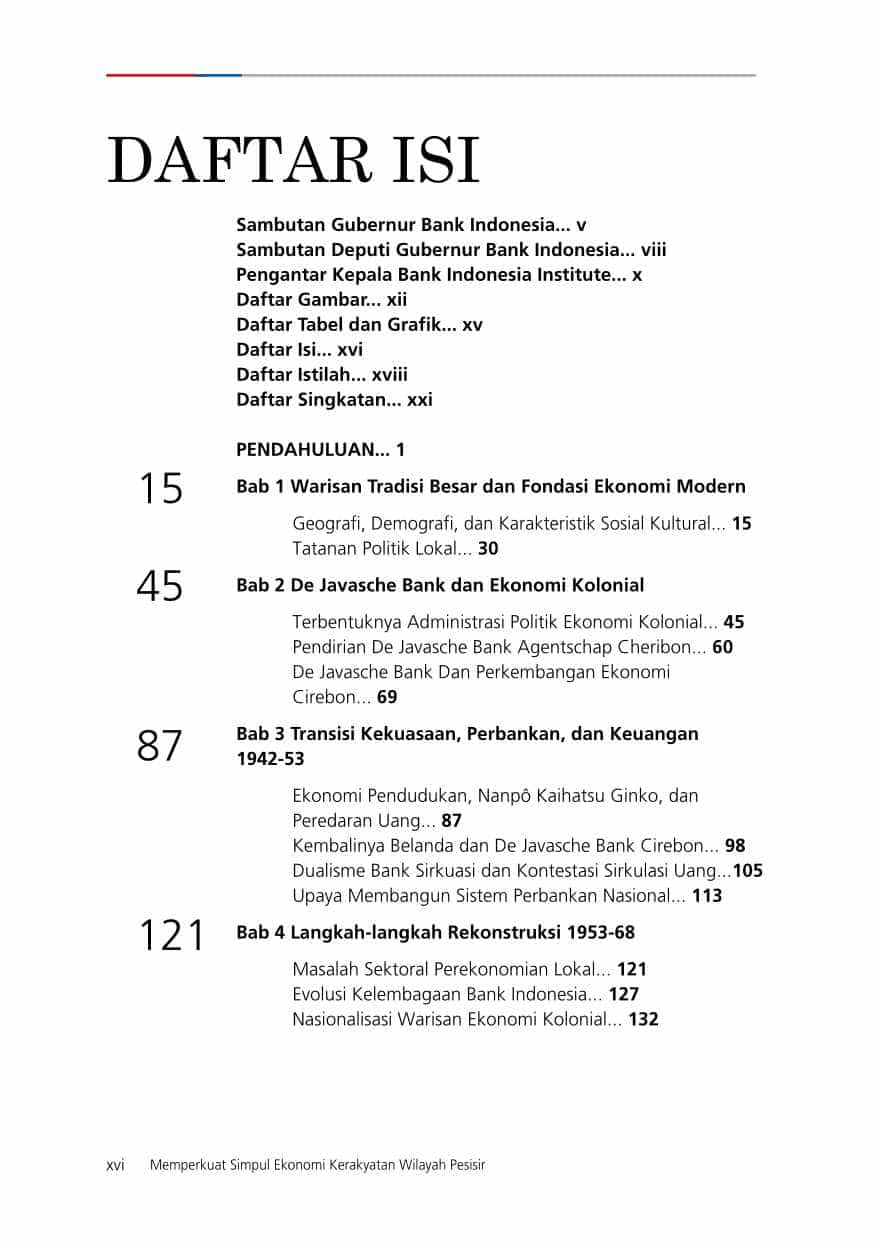 DAFTAR ISI
Sambutan Gubernur Bank Indonesia... v
Sambutan Deputi Gubernur Bank Indonesia... viii
Pengantar Kepala Bank Indonesia Institute... x
Daftar Gambar... xii
Daftar Tabel dan Grafik... xv
Daftar Isi... xvi
Daftar Istilah... xviii
Daftar Singkatan... xxi
PENDAHULUAN... 1
15 Bab 1 Warisan Tradisi Besar dan Fondasi Ekonomi Modern
Geografi, Demografi, dan Karakteristik Sosial Kultural... 15
Tatanan Politik Lokal... 30
45 Bab 2 De Javasche Bank dan Ekonomi Kolonial
Terbentuknya Administrasi Politik Ekonomi Kolonial... 45
Pendirian De Javasche Bank Agentschap Cheribon... 60
De Javasche Bank Dan Perkembangan Ekonomi
Cirebon... 69
87 Bab 3 Transisi Kekuasaan, Perbankan, dan Keuangan
1942-53
Ekonomi Pendudukan, Nanpô Kaihatsu Ginko, dan
Peredaran Uang... 87
Kembalinya Belanda dan De Javasche Bank Cirebon... 98
Dualisme Bank Sirkuasi dan Kontestasi Sirkulasi Uang...105
Upaya Membangun Sistem Perbankan Nasional... 113
121 Bab 4 Langkah-langkah Rekonstruksi 1953-68
Masalah Sektoral Perekonomian Lokal... 121
Evolusi Kelembagaan Bank Indonesia... 127
Nasionalisasi Warisan Ekonomi Kolonial... 132
xvi Memperkuat Simpul Ekonomi Kerakyatan Wilayah Pesisir